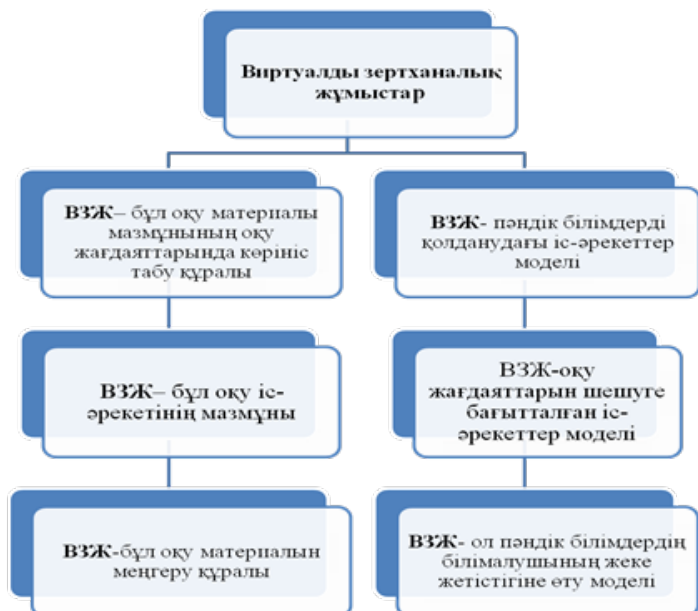 Виртуалды зертханалық
жұмыстар
ВЗЖ– бұл оқу материалы
мазмұнының оқу
жағдаяттарында көрініс
табу құралы
ВЗЖ- пәндік білімдерді
қолданудағы іс-әрекеттер
моделі
ВЗЖ– бұл оқу іс-
әрекетінің мазмұны
ВЗЖ-оқу
жағдаяттарын шешуге
бағытталған іс-
әрекеттер моделі
ВЗЖ-бұл оқу материалын
меңгеру құралы
ВЗЖ- ол пәндік білімдердің
білімалушының жеке
жетістігіне өту моделі